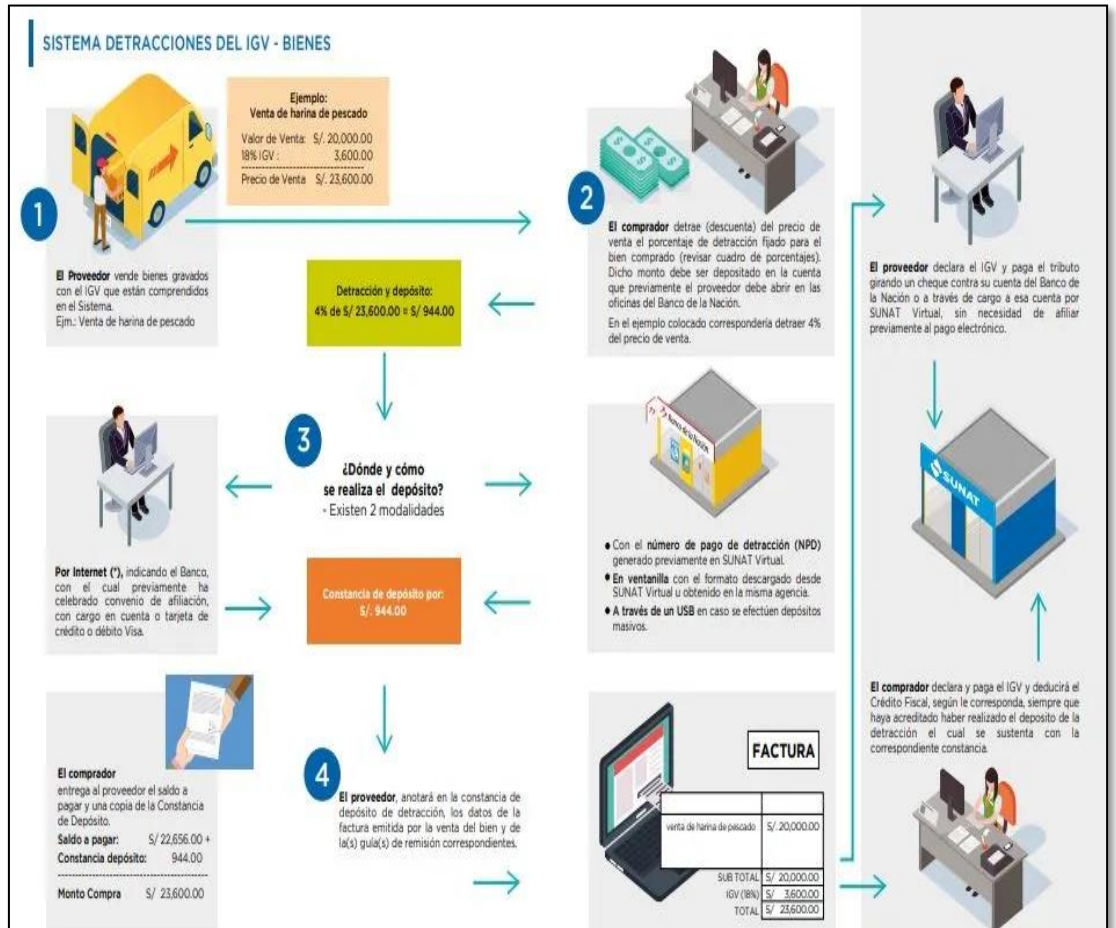 SISTEMA DETRACCIONES DEL IGV - BIENES
Ejemplo:
Venta de harina de pescado
Valor de Venta: S/. 20,000.00
18% IGV : 3,600.00
Precio de Venta S/. 23,600.00
1
El Proveedor vende bienes gravados
con el IGV que están comprendidos
en el Sistema.
Ejm.: Venta de harina de pescado
2
El comprador detrae (descuenta) del precio de
venta el porcentaje de detracción fijado para el
bien comprado (revisar cuadro de porcentajes).
Dicho monto debe ser depositado en la cuenta
que previamente el proveedor debe abrir en las
oficinas del Banco de la Nación.
En el ejemplo colocado correspondería detraer 4%
del precio de venta.
Detracción y depósito:
4% de S/ 23,600.00 = S/ 944.00
3
¿Dónde y cómo
se realiza el depósito?
- Existen 2 modalidades
Por Internet (*), indicando el Banco,
con el cual previamente ha
celebrado convenio de afiliación,
con cargo en cuenta o tarjeta de
crédito o débito Visa.
Banco de la Nación
• Con el número de pago de detracción (NPD)
generado previamente en SUNAT Virtual.
• En ventanilla con el formato descargado desde
SUNAT Virtual u obtenido en la misma agencia.
• A través de un USB en caso se efectúen depósitos
masivos.
Constancia de depósito por:
S/. 944.00
El comprador
entrega al proveedor el saldo a
pagar y una copia de la Constancia
de Depósito.
Saldo a pagar: S/ 22,656.00 +
Constancia depósito: 944.00
Monto Compra S/ 23,600.00
4
El proveedor, anotará en la constancia de
depósito de detracción, los datos de la
factura emitida por la venta del bien y de
la(s) guía(s) de remisión correspondientes.
FACTURA
venta de harina de pescado S/. 20,000.00
SUB TOTAL S/ 20,000.00
IGV (18%) S/ 3,600.00
TOTAL S/ 23,600.00
El proveedor declara el IGV y paga el tributo
girando un cheque contra su cuenta del Banco de
la Nación o a través de cargo a esa cuenta por
SUNAT Virtual, sin necesidad de afiliar
previamente al pago electrónico.
SUNAT
El comprador declara y paga el IGV y deducirá el
Crédito Fiscal, según le corresponda, siempre que
haya acreditado haber realizado el deposito de la
detracción el cual se sustenta con la
correspondiente constancia.